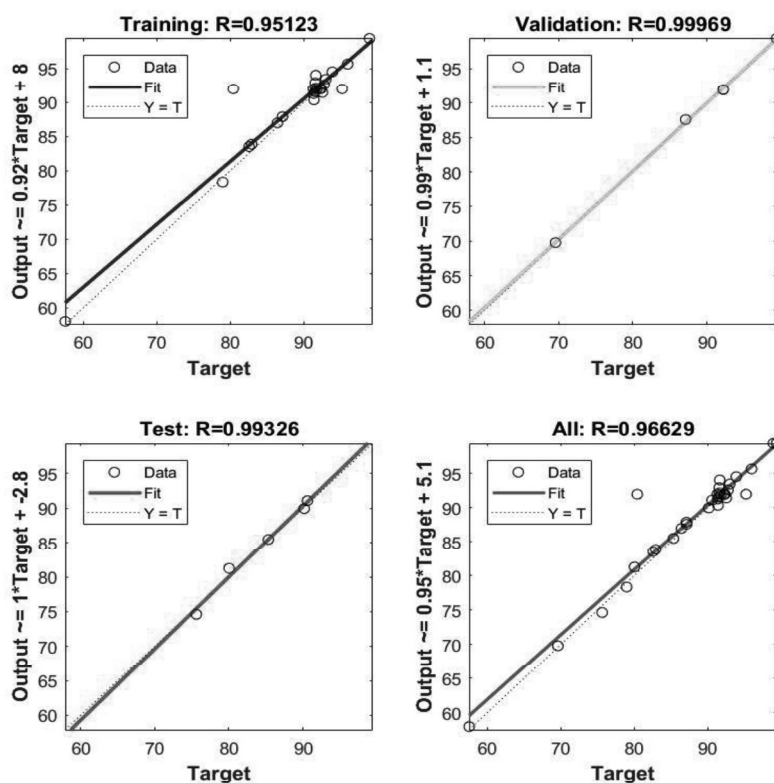 Training: R=0.95123
Output ~= 0.92*Target + 8
Data
Fit
Y = T
95
90
85
80
75
70
65
60
60 70 80 90
Target
Validation: R=0.99969
Output ~= 0.99*Target + 1.1
Data
Fit
Y = T
95
90
85
80
75
70
65
60
60 70 80 90
Target
Test: R=0.99326
Output ~= 1*Target + -2.8
Data
Fit
Y = T
95
90
85
80
75
70
65
60
60 70 80 90
Target
All: R=0.96629
Output ~= 0.95*Target + 5.1
Data
Fit
Y = T
95
90
85
80
75
70
65
60
60 70 80 90
Target